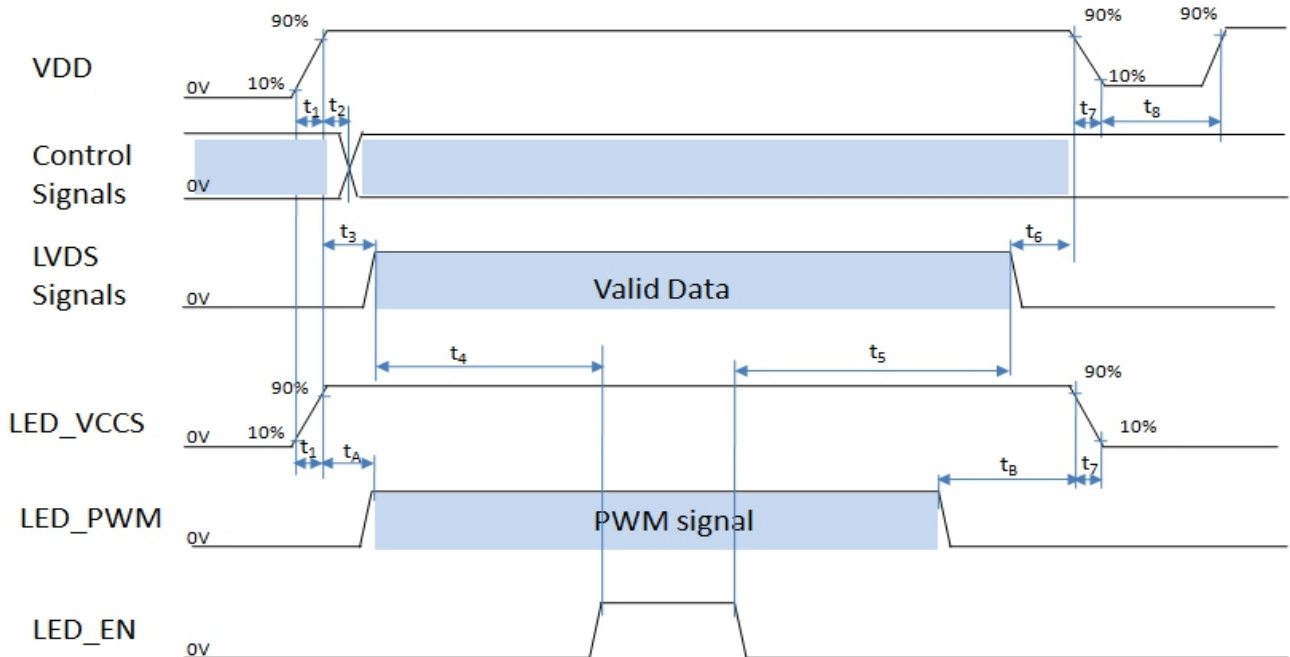 90% 90% 90%
VDD
0V 10% 10%
t1 t2 t7 t8
Control
Signals
0V
t3 t6
LVDS
Signals
0V
Valid Data
t4 t5
90% 90%
LED_VCCS
0V 10% 10%
t1 tA tB t7
LED_PWM
PWM signal
0V
LED_EN
0V